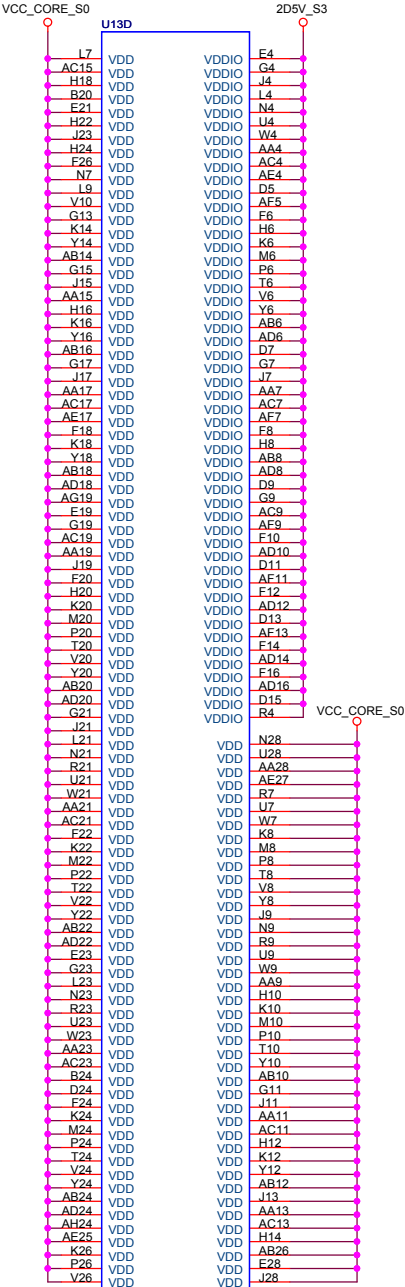 VCC_CORE_S0 2D5V_S3
U13D
L7 VDD VDDIO E4
AC15 VDD VDDIO G4
H18 VDD VDDIO J4
B20 VDD VDDIO L4
E21 VDD VDDIO N4
H22 VDD VDDIO U4
J23 VDD VDDIO W4
H24 VDD VDDIO AA4
F26 VDD VDDIO AC4
N7 VDD VDDIO AE4
L9 VDD VDDIO D5
V10 VDD VDDIO AF5
G13 VDD VDDIO F6
K14 VDD VDDIO H6
Y14 VDD VDDIO K6
AB14 VDD VDDIO M6
G15 VDD VDDIO P6
J15 VDD VDDIO T6
AA15 VDD VDDIO V6
H16 VDD VDDIO Y6
K16 VDD VDDIO AB6
Y16 VDD VDDIO AD6
AB16 VDD VDDIO D7
G17 VDD VDDIO G7
J17 VDD VDDIO J7
AA17 VDD VDDIO AA7
AC17 VDD VDDIO AC7
AE17 VDD VDDIO AF7
F18 VDD VDDIO F8
K18 VDD VDDIO H8
Y18 VDD VDDIO AB8
AB18 VDD VDDIO AD8
AD18 VDD VDDIO D9
AG19 VDD VDDIO G9
E19 VDD VDDIO AC9
G19 VDD VDDIO AF9
AC19 VDD VDDIO F10
AA19 VDD VDDIO AD10
J19 VDD VDDIO D11
F20 VDD VDDIO AF11
H20 VDD VDDIO F12
K20 VDD VDDIO AD12
M20 VDD VDDIO D13
P20 VDD VDDIO AF13
T20 VDD VDDIO F14
V20 VDD VDDIO AD14
Y20 VDD VDDIO F16
AB20 VDD VDDIO AD16
AD20 VDD VDDIO D15
G21 VDD VDDIO R4 VCC_CORE_S0
J21 VDD
L21 VDD VDD N28
N21 VDD VDD U28
R21 VDD VDD AA28
U21 VDD VDD AE27
W21 VDD VDD R7
AA21 VDD VDD U7
AC21 VDD VDD W7
F22 VDD VDD K8
K22 VDD VDD M8
M22 VDD VDD P8
P22 VDD VDD T8
T22 VDD VDD V8
V22 VDD VDD Y8
Y22 VDD VDD J9
AB22 VDD VDD N9
AD22 VDD VDD R9
E23 VDD VDD U9
G23 VDD VDD W9
L23 VDD VDD AA9
N23 VDD VDD H10
R23 VDD VDD K10
U23 VDD VDD M10
W23 VDD VDD P10
AA23 VDD VDD T10
AC23 VDD VDD Y10
B24 VDD VDD AB10
D24 VDD VDD G11
F24 VDD VDD J11
K24 VDD VDD AA11
M24 VDD VDD AC11
P24 VDD VDD H12
T24 VDD VDD K12
V24 VDD VDD Y12
Y24 VDD VDD AB12
AB24 VDD VDD J13
AD24 VDD VDD AA13
AH24 VDD VDD AC13
AE25 VDD VDD H14
K26 VDD VDD AB26
P26 VDD VDD E28
V26 VDD VDD J28